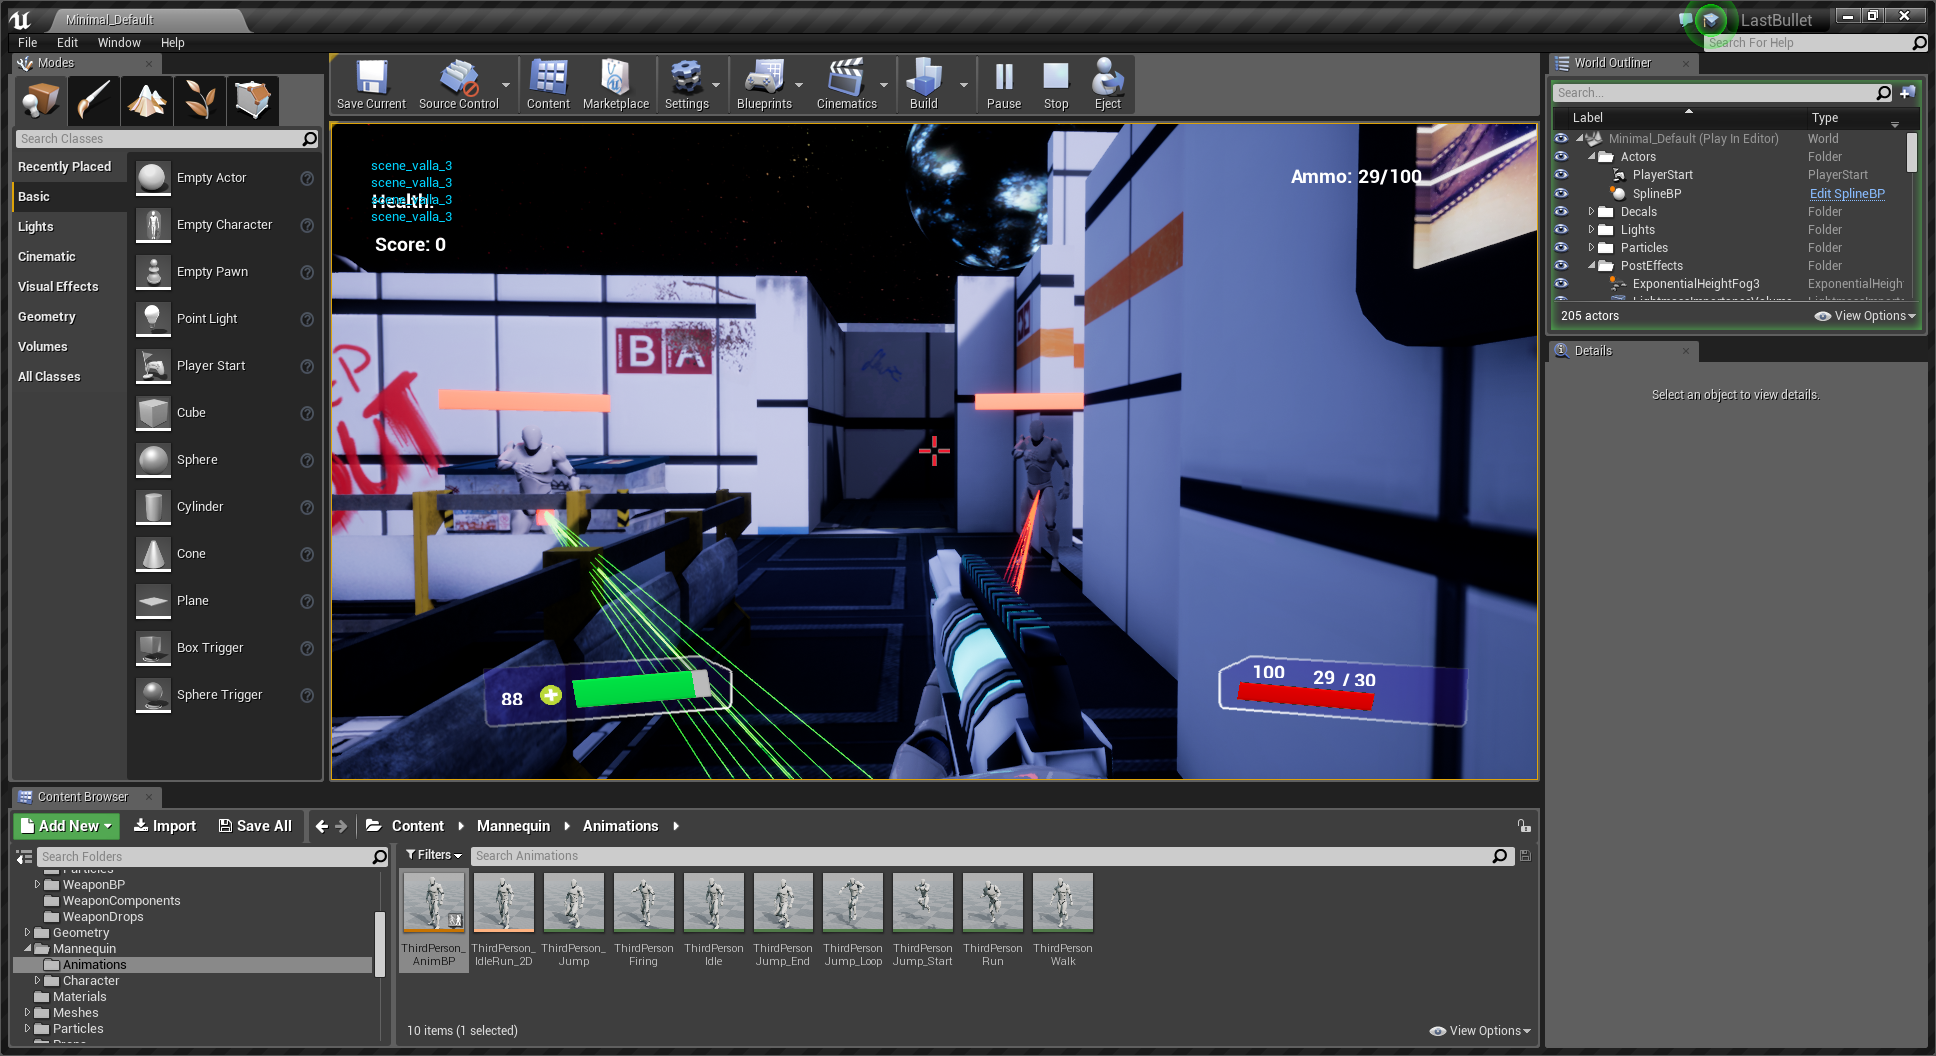 Minimal_Default
LastBullet
File Edit Window Help
Search For Help
Modes
Search Classes
Recently Placed
Basic
Lights
Cinematic
Visual Effects
Geometry
Volumes
All Classes
Empty Actor
Empty Character
Empty Pawn
Point Light
Player Start
Cube
Sphere
Cylinder
Cone
Plane
Box Trigger
Sphere Trigger
Save Current
Source Control
Content
Marketplace
Settings
Blueprints
Cinematics
Build
Pause
Stop
Eject
scene_valla_3
scene_valla_3
scene_valla_3
Health:
scene_valla_3
Score: 0
Ammo: 29/100
B A
88
100 29 / 30
World Outliner
Search...
Label Type
Minimal_Default (Play In Editor) World
Actors Folder
PlayerStart PlayerStart
SplineBP Edit SplineBP
Decals Folder
Lights Folder
Particles Folder
PostEffects Folder
ExponentialHeightFog3 ExponentialHeigh
205 actors View Options
Details
Select an object to view details.
Content Browser
Add New Import Save All Content Mannequin Animations
Search Folders
Particles
WeaponBP
WeaponComponents
WeaponDrops
Geometry
Mannequin
Animations
Character
Materials
Meshes
Particles
Filters Search Animations
ThirdPerson_AnimBP
ThirdPerson_IdleRun_2D
ThirdPerson_Jump
ThirdPerson Firing
ThirdPerson Idle
ThirdPerson Jump_End
ThirdPerson Jump_Loop
ThirdPerson Jump_Start
ThirdPerson Run
ThirdPerson Walk
10 items (1 selected) View Options